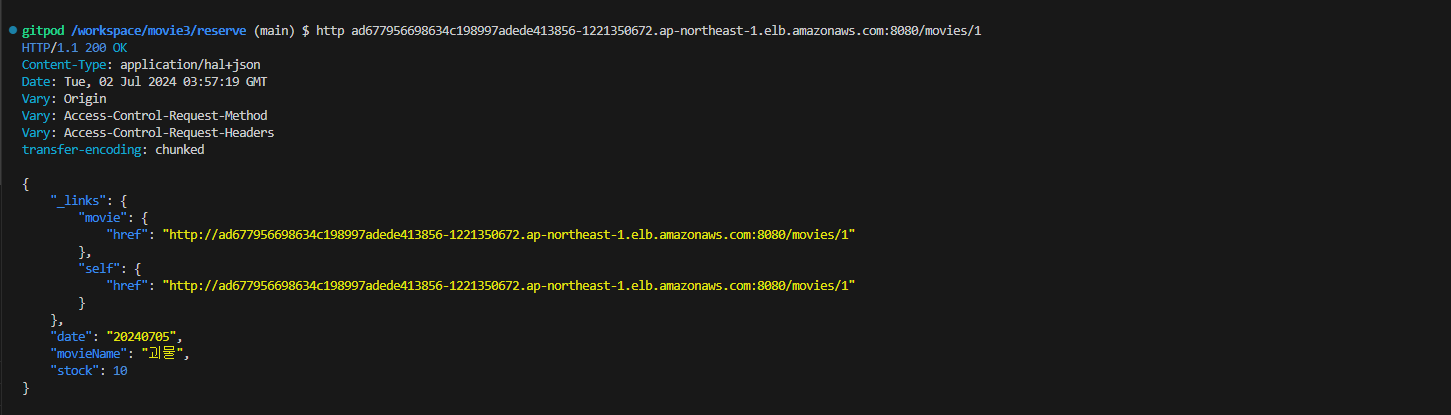 gitpod /workspace/movie3/reserve (main) $ http ad677956698634c198997adede413856-1221350672.ap-northeast-1.elb.amazonaws.com:8080/movies/1
HTTP/1.1 200 OK
Content-Type: application/hal+json
Date: Tue, 02 Jul 2024 03:57:19 GMT
Vary: Origin
Vary: Access-Control-Request-Method
Vary: Access-Control-Request-Headers
transfer-encoding: chunked
{
"_links": {
"movie": {
"href": "http://ad677956698634c198997adede413856-1221350672.ap-northeast-1.elb.amazonaws.com:8080/movies/1"
},
"self": {
"href": "http://ad677956698634c198997adede413856-1221350672.ap-northeast-1.elb.amazonaws.com:8080/movies/1"
}
},
"date": "20240705",
"movieName": "괴물",
"stock": 10
}